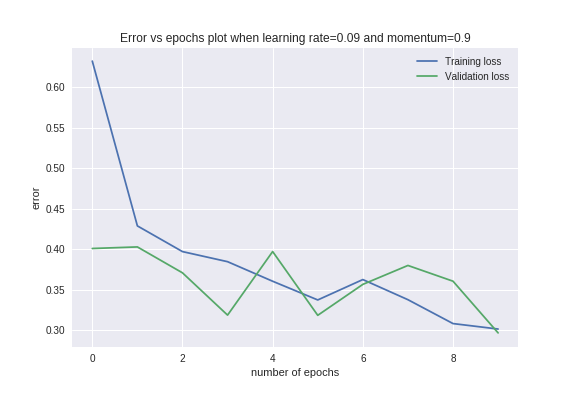 Error vs epochs plot when learning rate=0.09 and momentum=0.9
Training loss
Validation loss
0.60
0.55
0.50
0.45
0.40
0.35
0.30
error
0 2 4 6 8
number of epochs